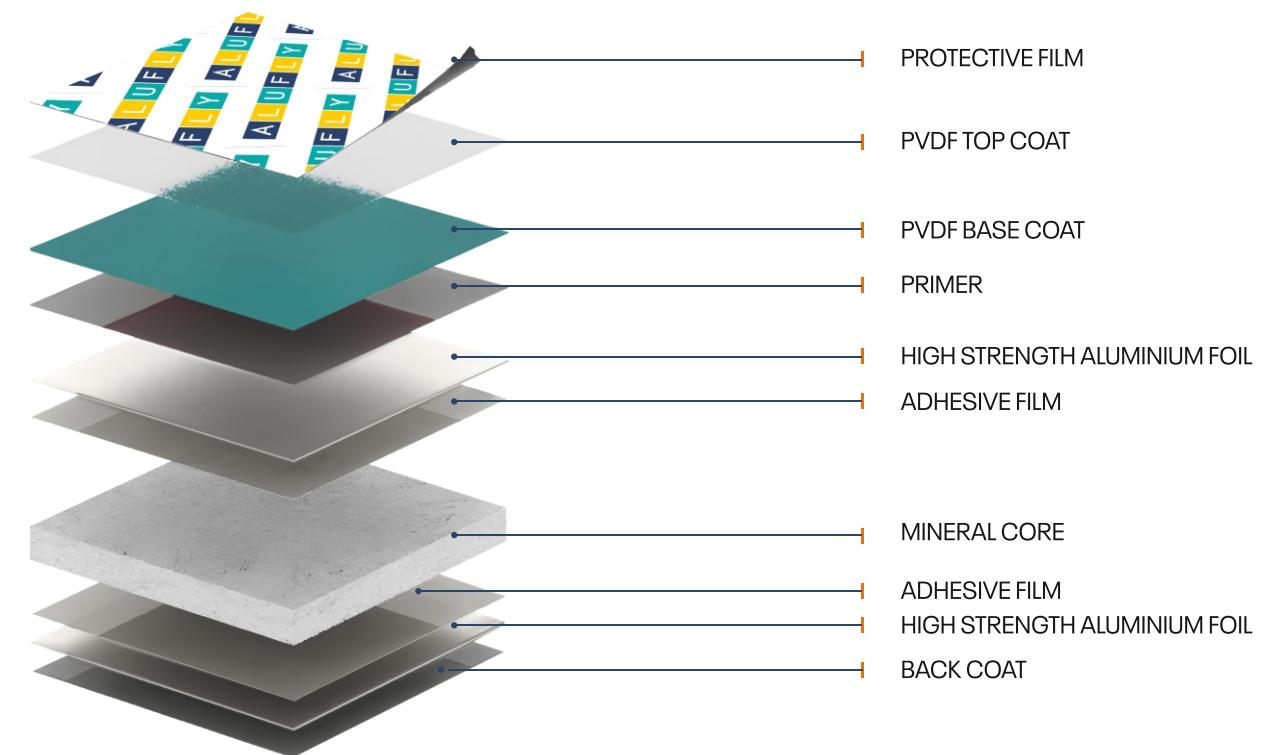 ALUFLY
PROTECTIVE FILM
PVDF TOP COAT
PVDF BASE COAT
PRIMER
HIGH STRENGTH ALUMINIUM FOIL
ADHESIVE FILM
MINERAL CORE
ADHESIVE FILM
HIGH STRENGTH ALUMINIUM FOIL
BACK COAT